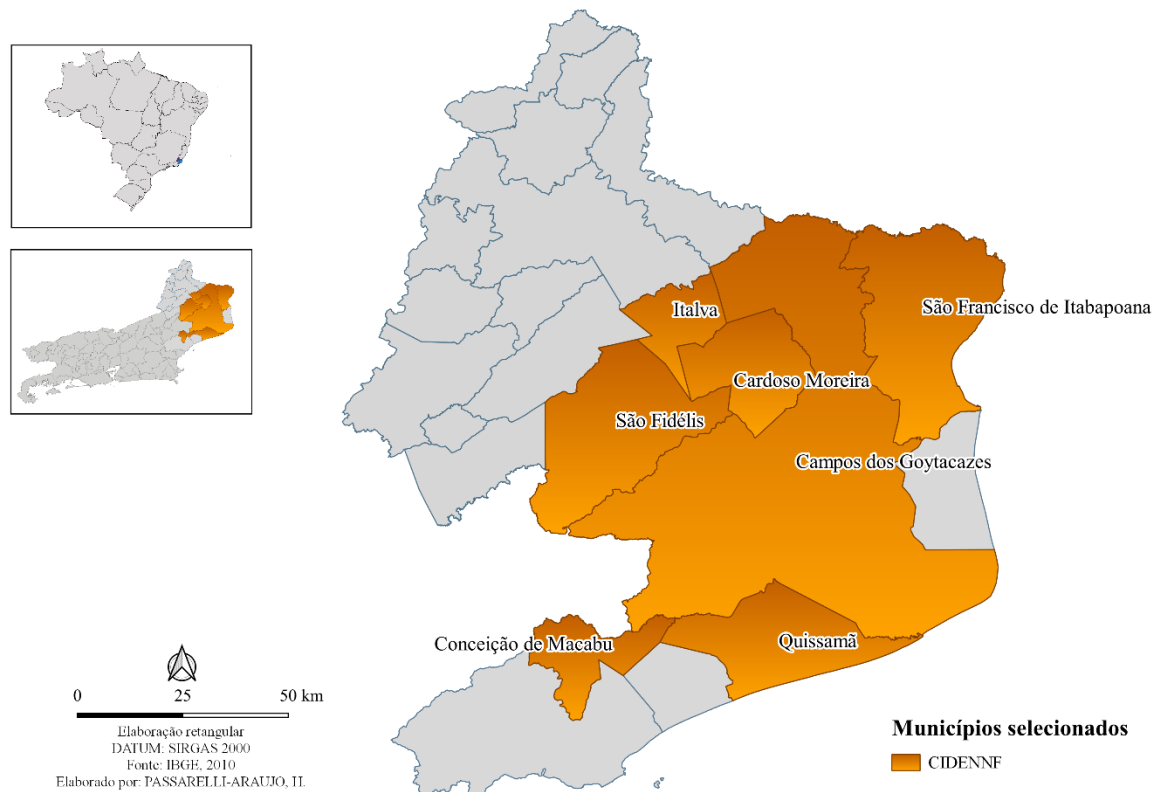 Italva
São Francisco de Itabapoana
Cardoso Moreira
São Fidélis
Campos dos Goytacazes
Conceição de Macabu
Quissamã
0 25 50 km
Elaboração retangular
DATUM: SIRGAS 2000
Fonte: IBGE, 2010
Elaborado por: PASSARELLI-ARAUJO, H.
Municípios selecionados
CIDENNF